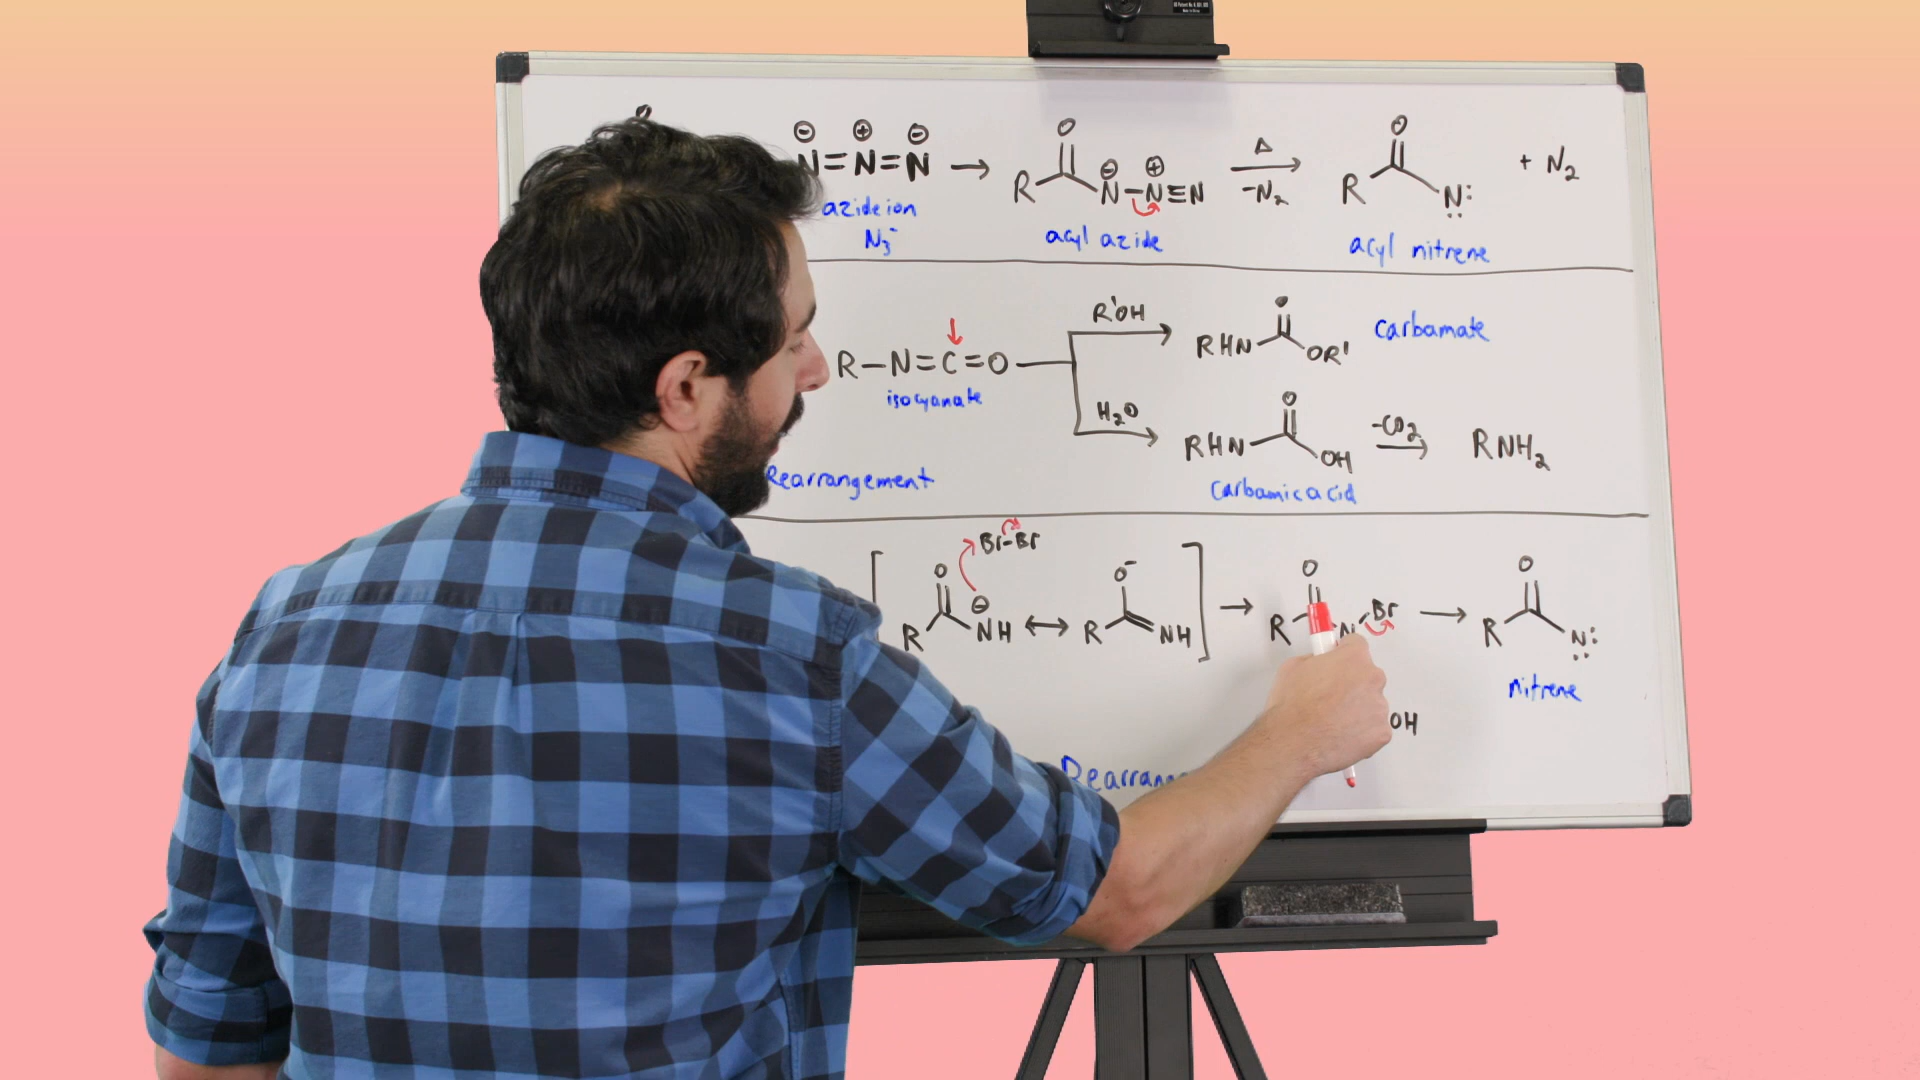 O
⊖ ⊕ ⊖
N=N=N → R O ⊖ ⊕ N-N≡N Δ -N₂ → R O N: + N₂
azide ion
N₃⁻
acyl azide
acyl nitrene
R-N=C=O
isocyanate
R'OH
RHN O OR'
Carbamate
H₂O
RHN O OH
-CO₂
RNH₂
Carbamic acid
Rearrangement
Br-Br
[ R O ⊖ NH ↔ R O⁻ NH ] → R O N Br → R O N:
nitrene
OH